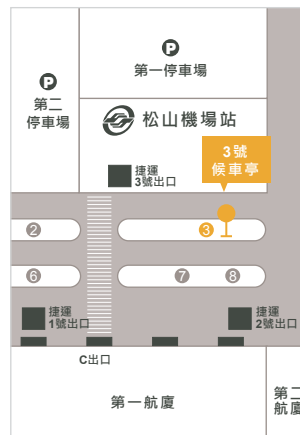 P
第一停車場
P
第二
停車場
松山機場站
3號
候車亭
捷運
3號出口
2
3
6
7
8
捷運
1號出口
捷運
2號出口
C出口
第一航廈
第二
航廈